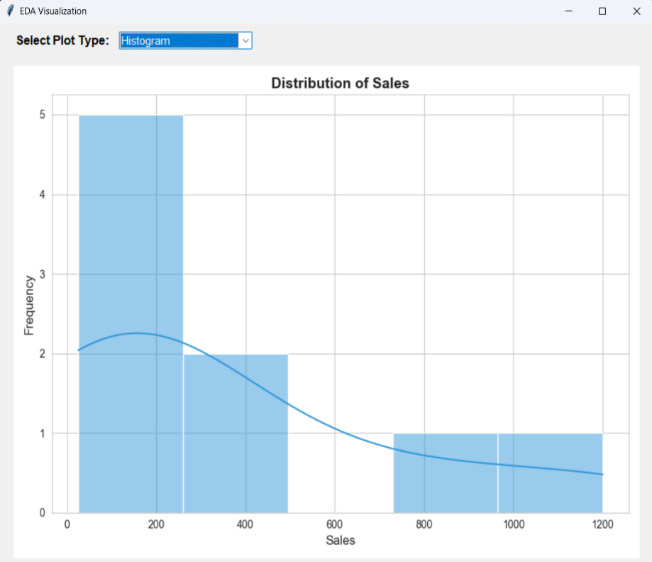 EDA Visualization
Select Plot Type: Histogram
Distribution of Sales
5
4
3
2
1
0
Frequency
0 200 400 600 800 1000 1200
Sales